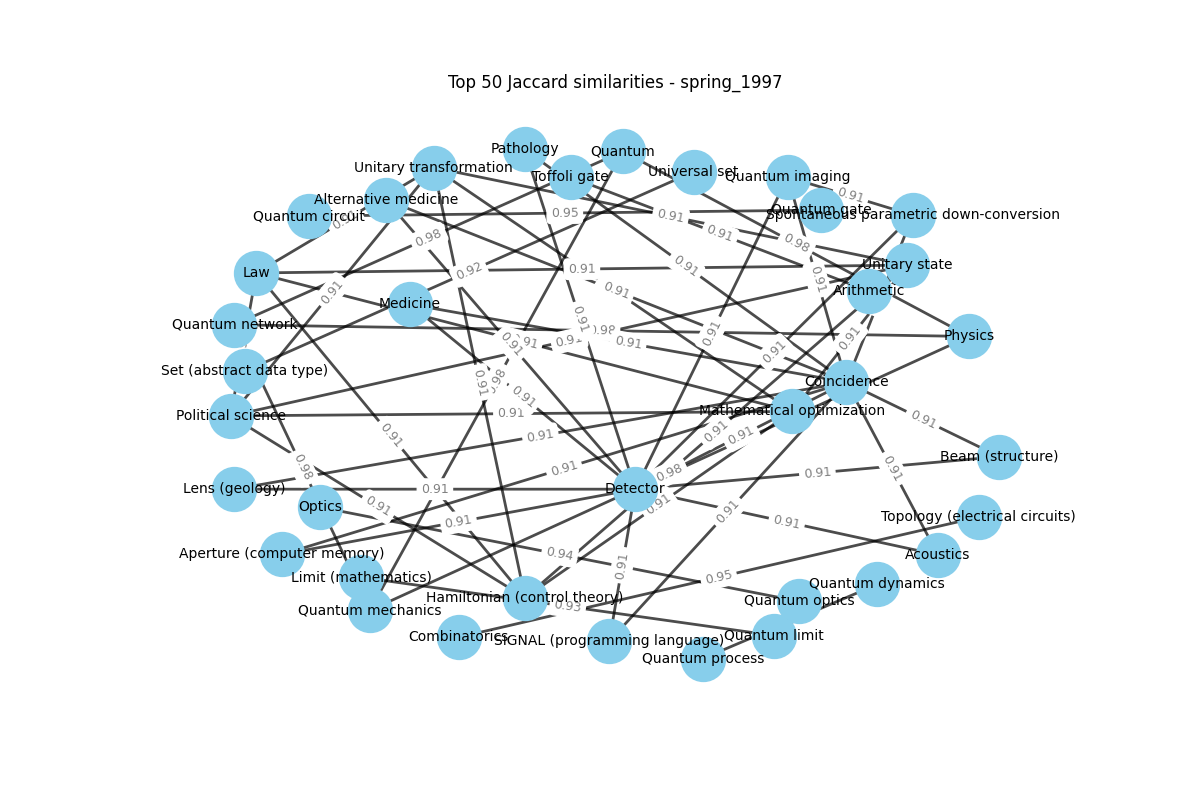 Top 50 Jaccard similarities - spring_1997
Pathology
Quantum
Unitary transformation
Toffoli gate
Universal set
Quantum imaging
0.91
Alternative medicine
Quantum circuit
0.95
0.91
Quantum gate
Spontaneous parametric down-conversion
0.98
0.91
0.98
Law
0.92
0.91
0.91
Unitary state
0.91
0.91
0.91
0.91
Arithmetic
Medicine
Quantum network
0.91
0.98
0.91
0.91
Physics
0.91
0.91
0.91
0.91
Set (abstract data type)
0.98
0.91
Coincidence
0.91
Political science
0.91
Mathematical optimization
0.91
0.91
0.91
0.91
0.91
Beam (structure)
0.98
0.91
0.98
0.91
0.91
Lens (geology)
0.91
Detector
Optics
0.91
0.91
0.91
0.91
0.91
Topology (electrical circuits)
Aperture (computer memory)
0.94
0.91
Acoustics
Limit (mathematics)
0.95
Quantum dynamics
Quantum mechanics
Hamiltonian (control theory)
0.93
Quantum optics
Combinatorics
SIGNAL (programming language)
Quantum limit
Quantum process